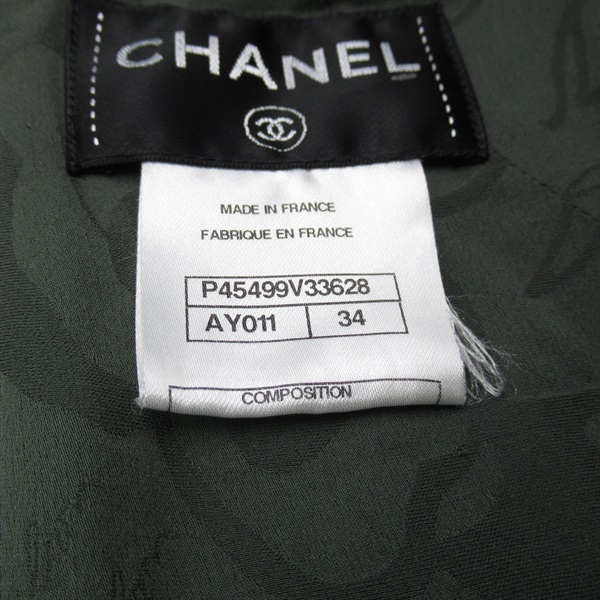 CHANEL
MADE IN FRANCE
FABRIQUE EN FRANCE
P45499V33628
AY011 34
COMPOSITION